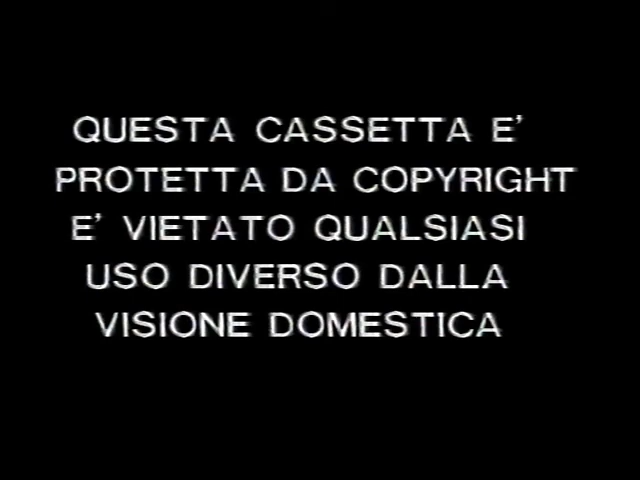 QUESTA CASSETTA E'
PROTETTA DA COPYRIGHT
E' VIETATO QUALSIASI
USO DIVERSO DALLA
VISIONE DOMESTICA